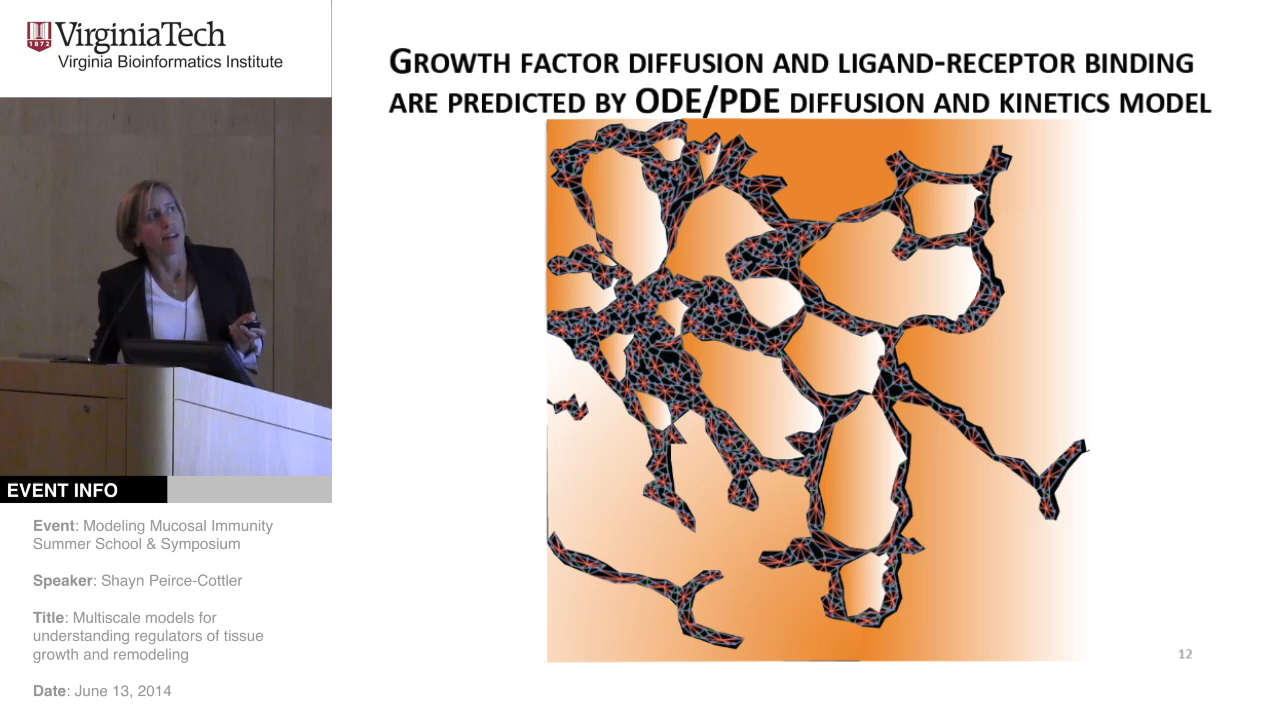 VirginiaTech
1872
Virginia Bioinformatics Institute
GROWTH FACTOR DIFFUSION AND LIGAND-RECEPTOR BINDING
ARE PREDICTED BY ODE/PDE DIFFUSION AND KINETICS MODEL
EVENT INFO
Event: Modeling Mucosal Immunity
Summer School & Symposium
Speaker: Shayn Peirce-Cottler
Title: Multiscale models for
understanding regulators of tissue
growth and remodeling
Date: June 13, 2014
12